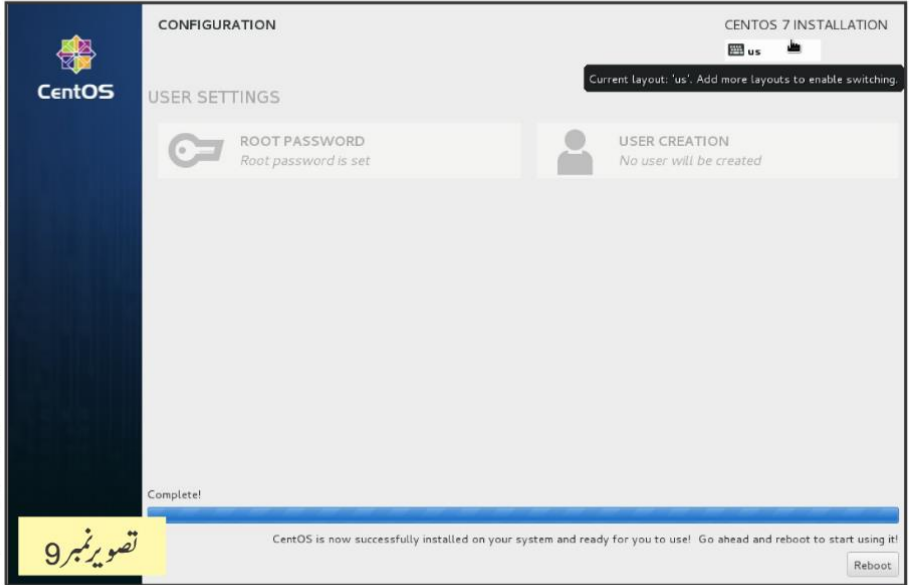 CONFIGURATION
CENTOS 7 INSTALLATION
us
Current layout: 'us'. Add more layouts to enable switching.
CentOS
USER SETTINGS
ROOT PASSWORD
Root password is set
USER CREATION
No user will be created
Complete!
CentOS is now successfully installed on your system and ready for you to use! Go ahead and reboot to start using it!
Reboot
تصویر نمبر 9